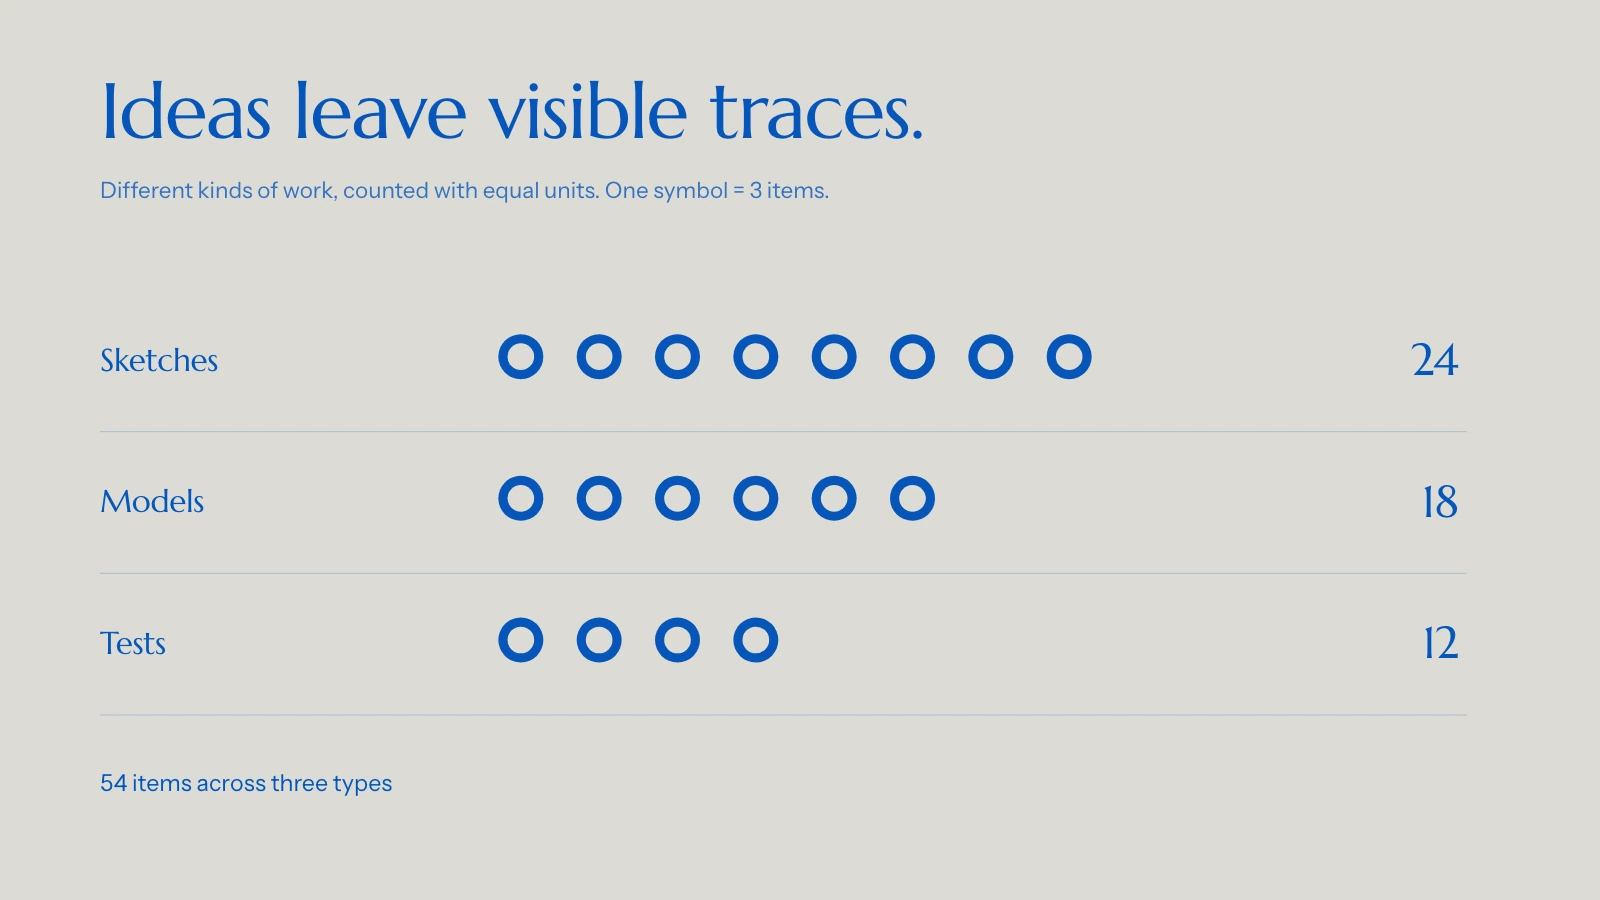 Ideas leave visible traces.
Different kinds of work, counted with equal units. One symbol = 3 items.
Sketches 24
Models 18
Tests 12
54 items across three types